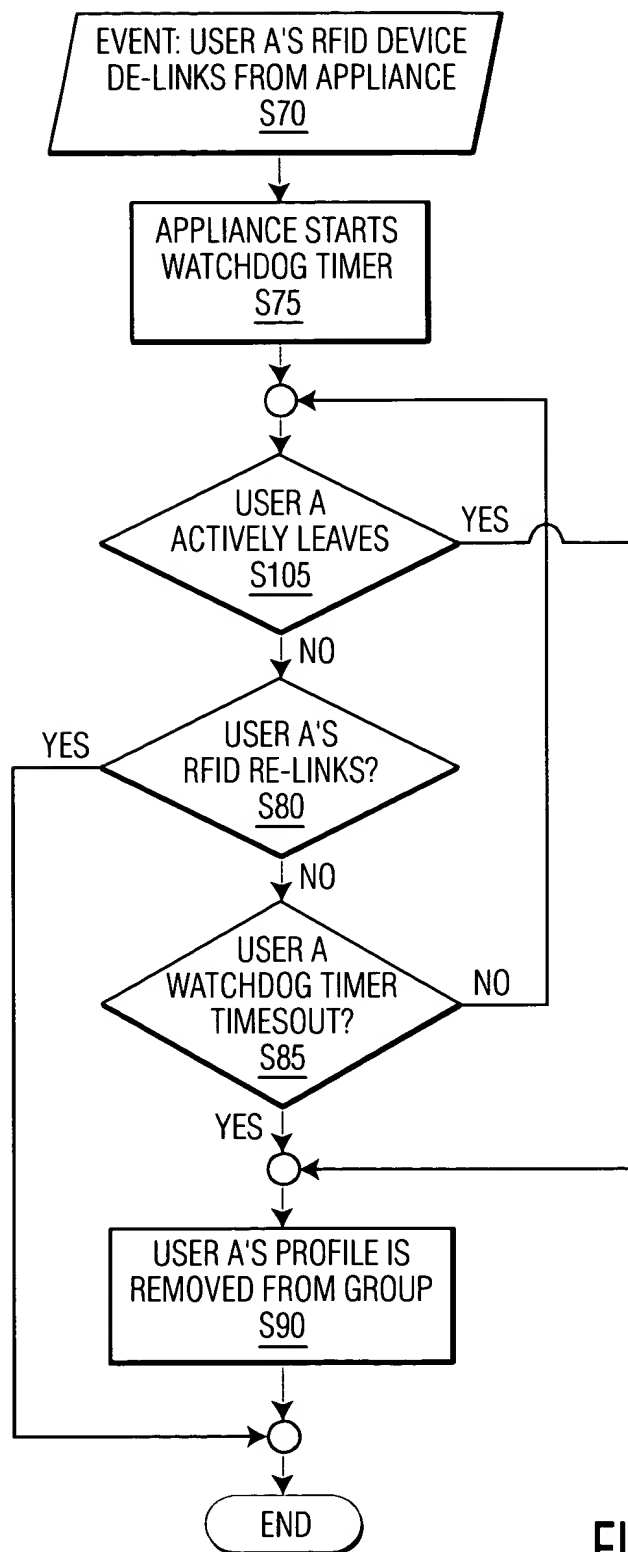 EVENT: USER A'S RFID DEVICE
DE-LINKS FROM APPLIANCE
S70
APPLIANCE STARTS
WATCHDOG TIMER
S75
USER A
ACTIVELY LEAVES
S105
YES
NO
USER A'S
RFID RE-LINKS?
S80
YES
NO
USER A
WATCHDOG TIMER
TIMESOUT?
S85
NO
YES
USER A'S PROFILE IS
REMOVED FROM GROUP
S90
END